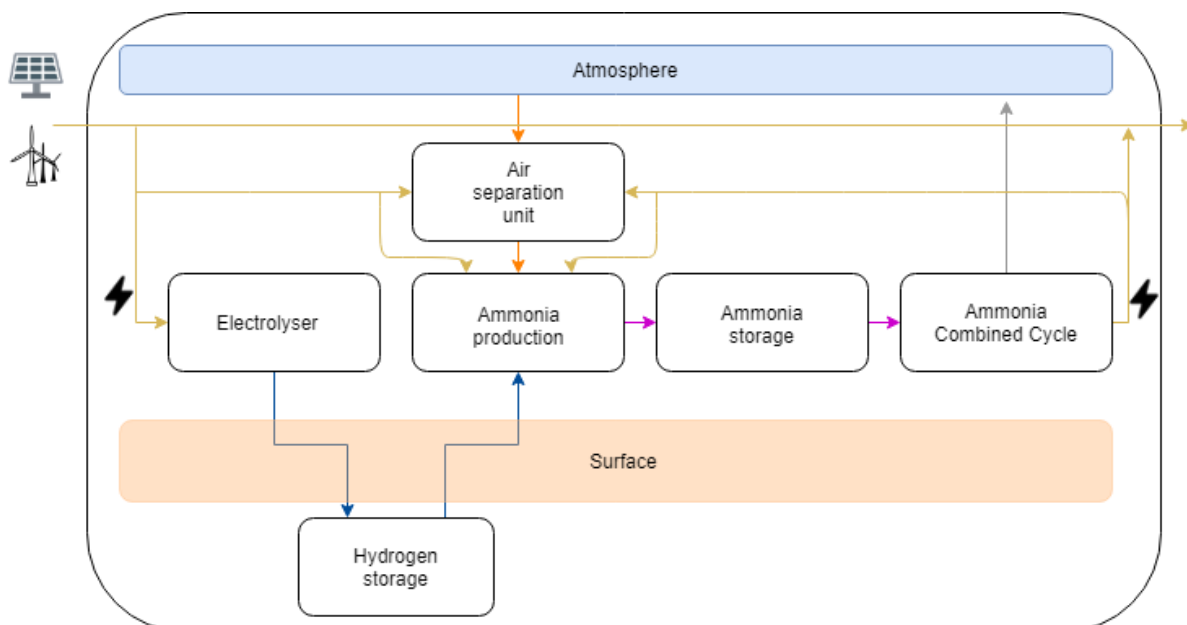 Atmosphere
Air
separation
unit
Electrolyser
Ammonia
production
Ammonia
storage
Ammonia
Combined Cycle
Surface
Hydrogen
storage